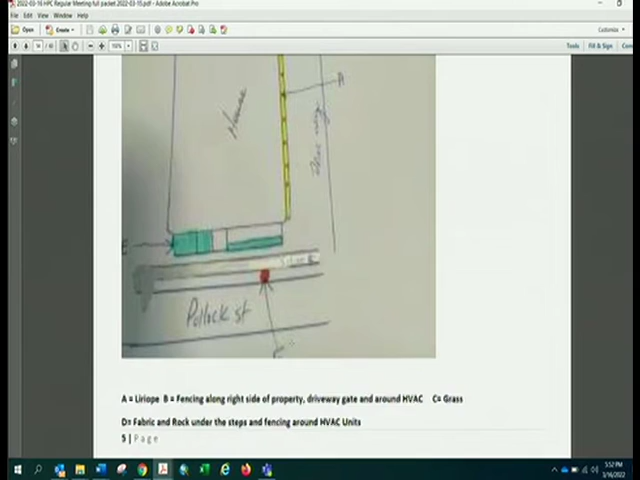 2022-03-16 HPC Regular Meeting full packet 2022-03-15.pdf - Adobe Acrobat Pro
File Edit View Window Help
Open Create Customize
Tools Fill & Sign
A
House
E
Pollock st
C
A = Liriope B = Fencing along right side of property, driveway gate and around HVAC C= Grass
D= Fabric and Rock under the steps and fencing around HVAC Units
5 | Page
5:52 PM
3/16/2022